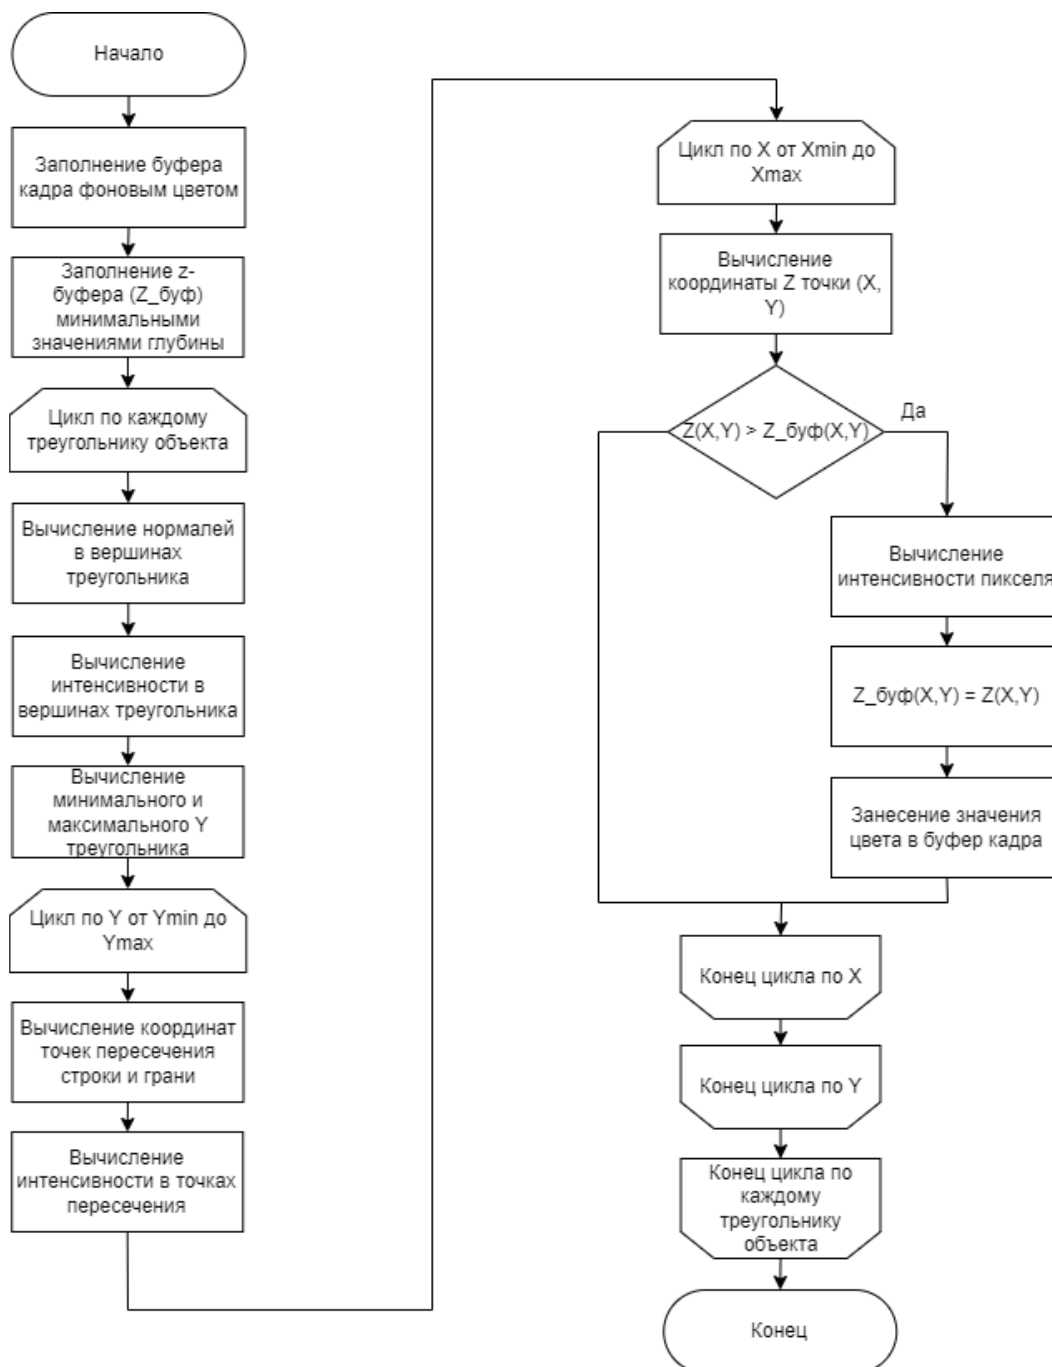 Начало
Заполнение буфера
кадра фоновым цветом
Заполнение z-
буфера (Z_буф)
минимальными
значениями глубины
Цикл по каждому
треугольнику объекта
Вычисление нормалей
в вершинах
треугольника
Вычисление
интенсивности в
вершинах треугольника
Вычисление
минимального и
максимального Y
треугольника
Цикл по Y от Ymin до
Ymax
Вычисление координат
точек пересечения
строки и грани
Вычисление
интенсивности в точках
пересечения
Цикл по X от Xmin до
Xmax
Вычисление
координаты Z точки (X,
Y)
Z(X,Y) > Z_буф(X,Y)
Да
Вычисление
интенсивности пикселя
Z_буф(X,Y) = Z(X,Y)
Занесение значения
цвета в буфер кадра
Конец цикла по X
Конец цикла по Y
Конец цикла по
каждому
треугольнику
объекта
Конец